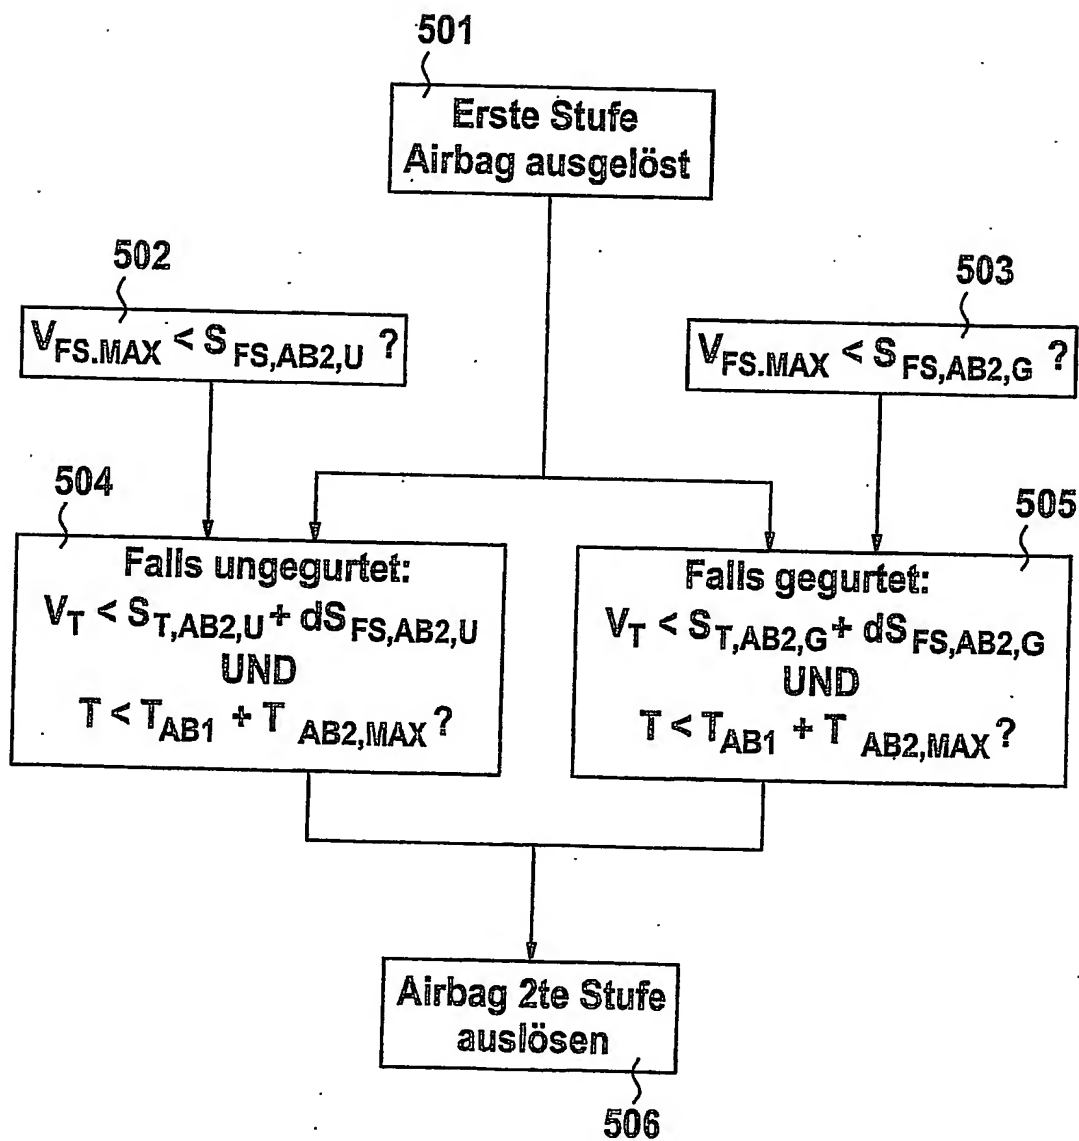 501
Erste Stufe
Airbag ausgelöst
502
V_FS.MAX < S_FS,AB2,U ?
503
V_FS.MAX < S_FS,AB2,G ?
504
Falls ungegurtet:
V_T < S_T,AB2,U + dS_FS,AB2,U
UND
T < T_AB1 + T_AB2,MAX ?
505
Falls gegurtet:
V_T < S_T,AB2,G + dS_FS,AB2,G
UND
T < T_AB1 + T_AB2,MAX ?
Airbag 2te Stufe
auslösen
506